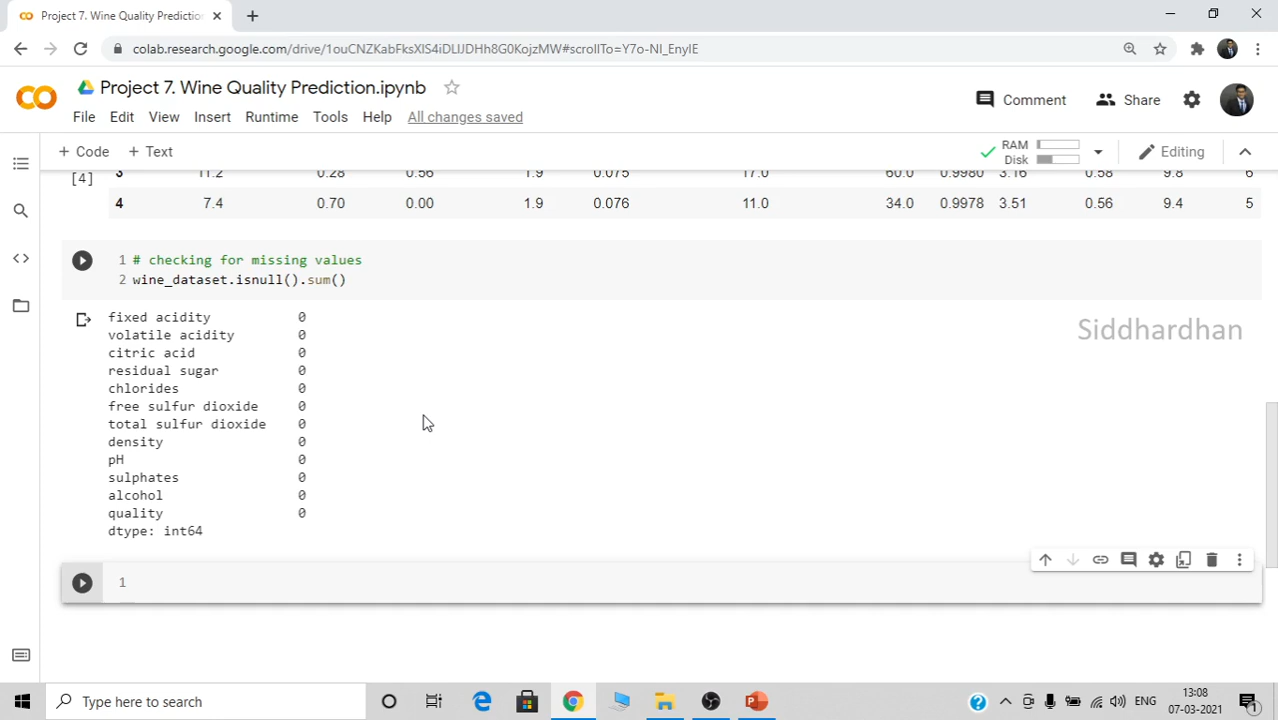 Project 7. Wine Quality Prediction
colab.research.google.com/drive/1ouCNZKabFksXIS4iDLIJDHh8G0KojzMW#scrollTo=Y7o-NI_EnyIE
Project 7. Wine Quality Prediction.ipynb
Comment
Share
File Edit View Insert Runtime Tools Help All changes saved
+ Code + Text
RAM
Disk
Editing
3 11.2 0.28 0.56 1.9 0.075 17.0 60.0 0.9980 3.16 0.58 9.8 6
[4]
4 7.4 0.70 0.00 1.9 0.076 11.0 34.0 0.9978 3.51 0.56 9.4 5
1 # checking for missing values
2 wine_dataset.isnull().sum()
fixed acidity 0
volatile acidity 0
citric acid 0
residual sugar 0
chlorides 0
free sulfur dioxide 0
total sulfur dioxide 0
density 0
pH 0
sulphates 0
alcohol 0
quality 0
dtype: int64
Siddhardhan
1
Type here to search
ENG
13:08
07-03-2021